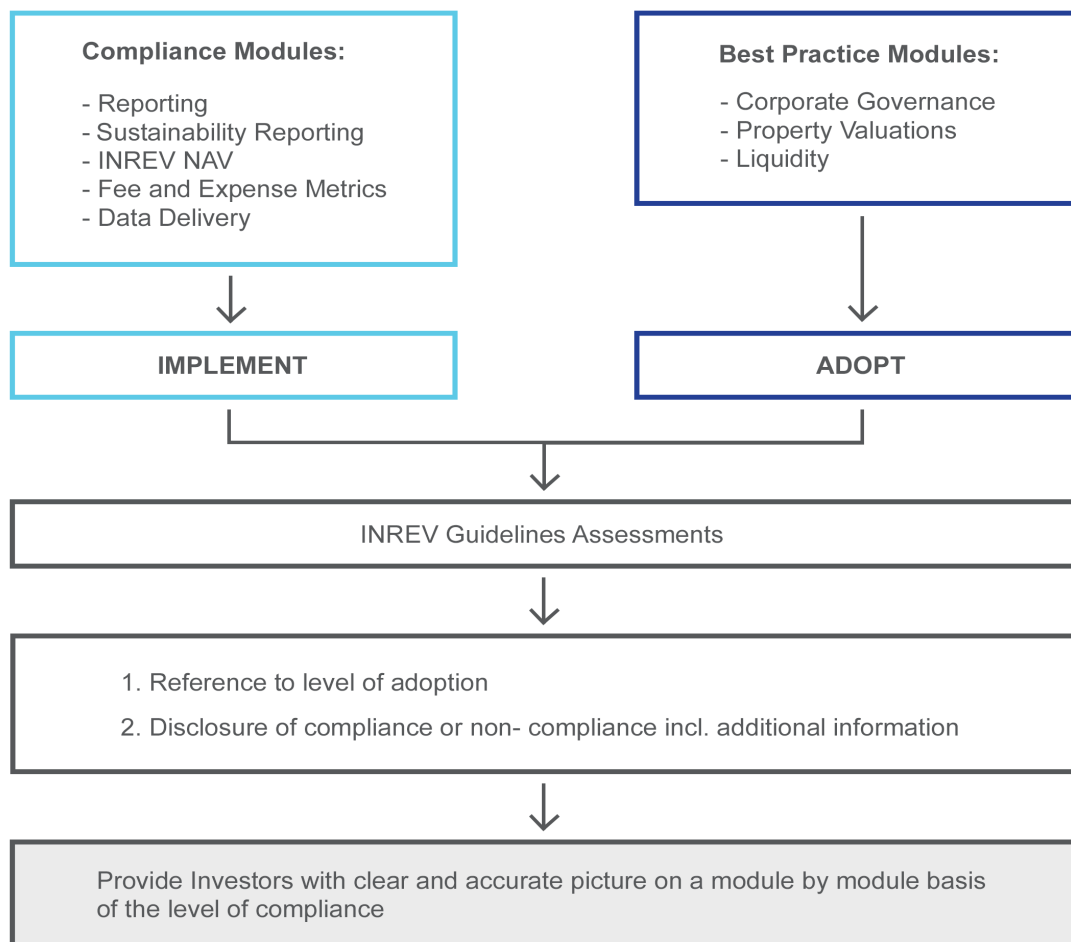 Compliance Modules:
- Reporting
- Sustainability Reporting
- INREV NAV
- Fee and Expense Metrics
- Data Delivery
Best Practice Modules:
- Corporate Governance
- Property Valuations
- Liquidity
IMPLEMENT
ADOPT
INREV Guidelines Assessments
1. Reference to level of adoption
2. Disclosure of compliance or non- compliance incl. additional information
Provide Investors with clear and accurate picture on a module by module basis
of the level of compliance